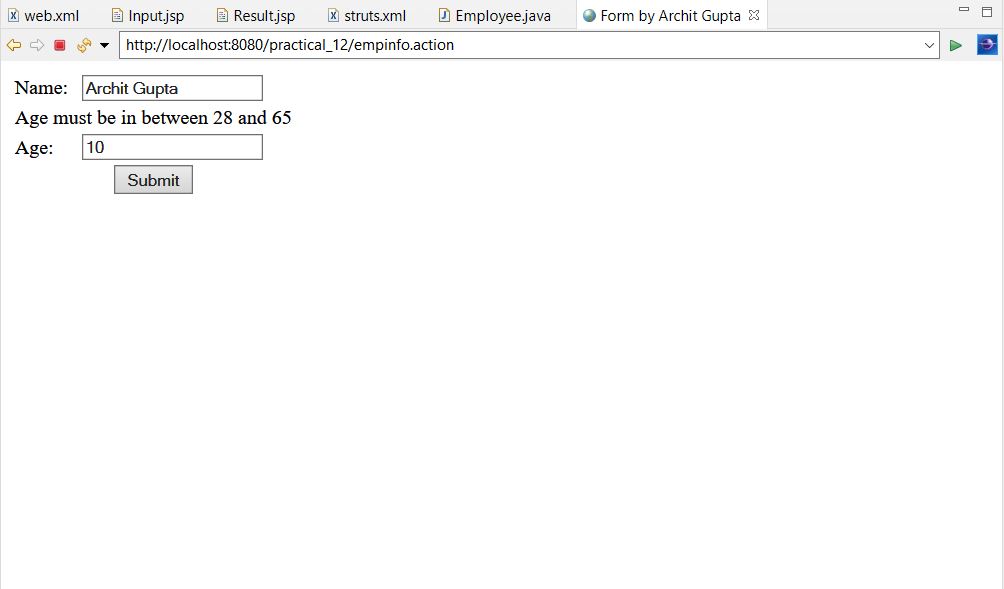 web.xml Input.jsp Result.jsp struts.xml Employee.java Form by Archit Gupta
http://localhost:8080/practical_12/empinfo.action
Name: Archit Gupta
Age must be in between 28 and 65
Age: 10
Submit